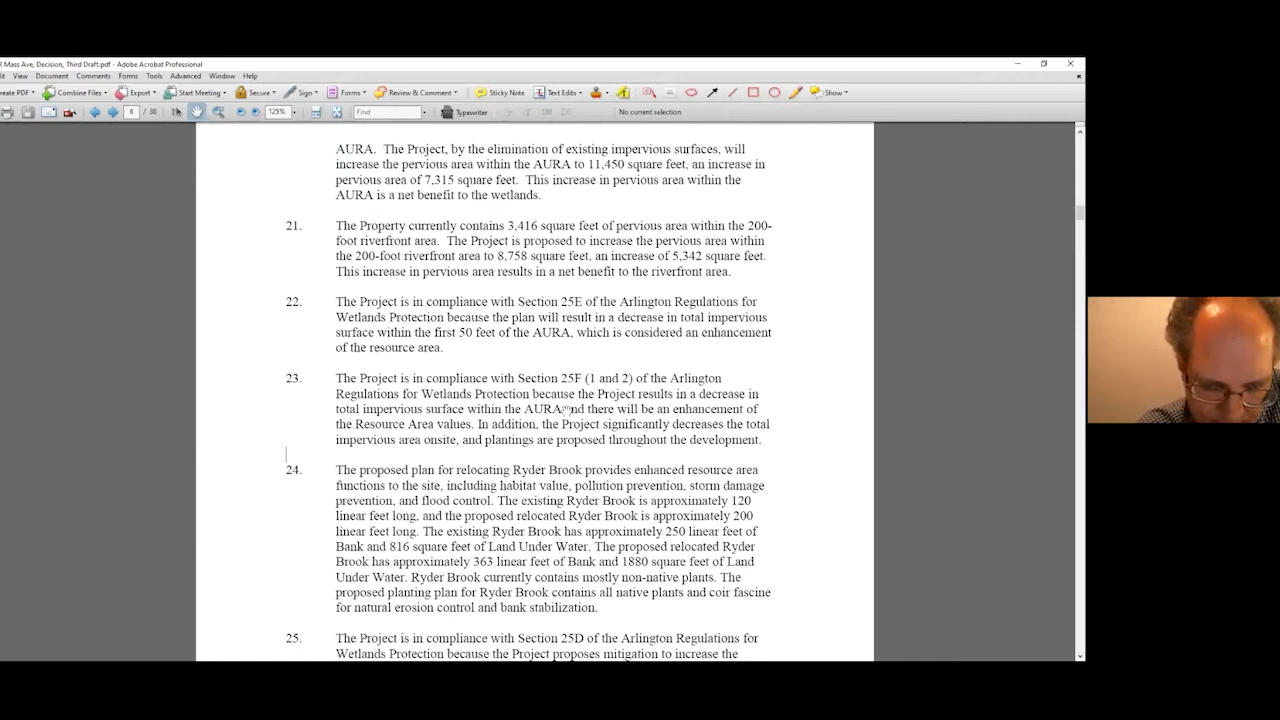 R Mass Ave, Decision, Third Draft.pdf - Adobe Acrobat Professional
View Document Comments Forms Tools Advanced Window Help
Combine Files Export Start Meeting Secure Sign Forms Review & Comment Sticky Note Text Edits Show
6 / 38 125% Find Typewriter No current selection
AURA. The Project, by the elimination of existing impervious surfaces, will
increase the pervious area within the AURA to 11,450 square feet, an increase in
pervious area of 7,315 square feet. This increase in pervious area within the
AURA is a net benefit to the wetlands.
21. The Property currently contains 3,416 square feet of pervious area within the 200-
foot riverfront area. The Project is proposed to increase the pervious area within
the 200-foot riverfront area to 8,758 square feet, an increase of 5,342 square feet.
This increase in pervious area results in a net benefit to the riverfront area.
22. The Project is in compliance with Section 25E of the Arlington Regulations for
Wetlands Protection because the plan will result in a decrease in total impervious
surface within the first 50 feet of the AURA, which is considered an enhancement
of the resource area.
23. The Project is in compliance with Section 25F (1 and 2) of the Arlington
Regulations for Wetlands Protection because the Project results in a decrease in
total impervious surface within the AURA and there will be an enhancement of
the Resource Area values. In addition, the Project significantly decreases the total
impervious area onsite, and plantings are proposed throughout the development.
24. The proposed plan for relocating Ryder Brook provides enhanced resource area
functions to the site, including habitat value, pollution prevention, storm damage
prevention, and flood control. The existing Ryder Brook is approximately 120
linear feet long, and the proposed relocated Ryder Brook is approximately 200
linear feet long. The existing Ryder Brook has approximately 250 linear feet of
Bank and 816 square feet of Land Under Water. The proposed relocated Ryder
Brook has approximately 363 linear feet of Bank and 1880 square feet of Land
Under Water. Ryder Brook currently contains mostly non-native plants. The
proposed planting plan for Ryder Brook contains all native plants and coir fascine
for natural erosion control and bank stabilization.
25. The Project is in compliance with Section 25D of the Arlington Regulations for
Wetlands Protection because the Project proposes mitigation to increase the